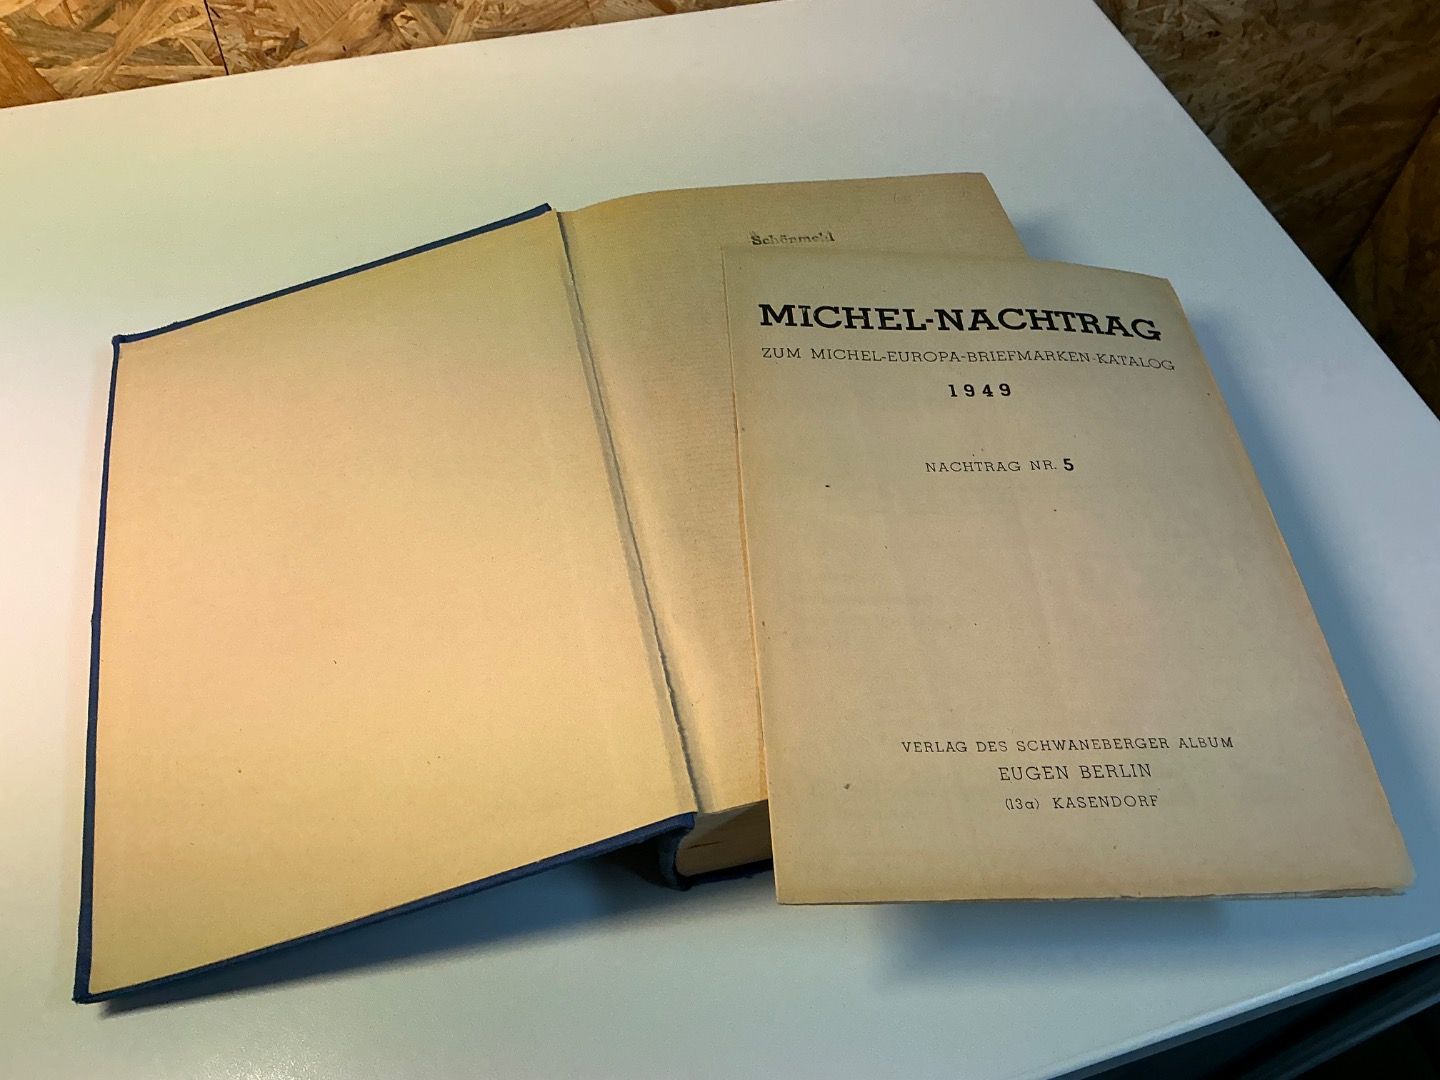 MICHEL-NACHTRAG
ZUM MICHEL-EUROPA-BRIEFMARKEN-KATALOG
1949
NACHTRAG NR. 5
VERLAG DES SCHWANEBERGER ALBUM
EUGEN BERLIN
(13a) KASENDORF